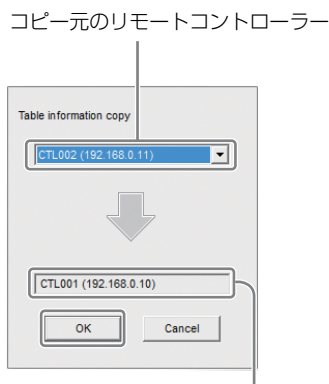 コピー元のリモートコントローラー
Table information copy
CTL002 (192.168.0.11)
CTL001 (192.168.0.10)
OK
Cancel